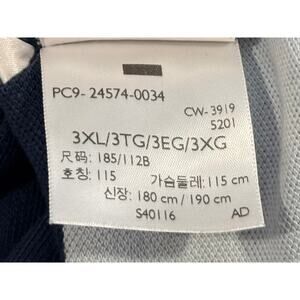 PC9-24574-0034
CW-3919
5201
3XL/3TG/3EG/3XG
尺码: 185/112B
호칭: 115 가슴둘레: 115 cm
신장: 180 cm / 190 cm
S40116 AD